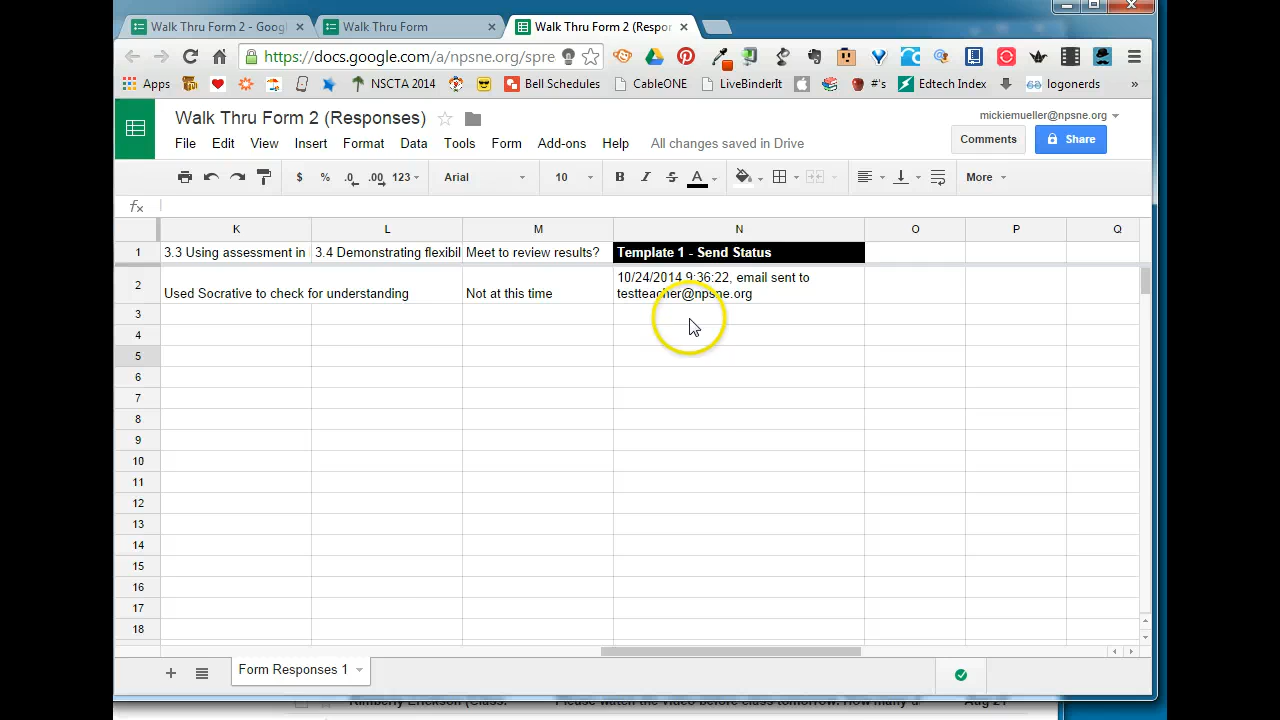 Walk Thru Form 2 - Googl
Walk Thru Form
Walk Thru Form 2 (Respor
https://docs.google.com/a/npsne.org/spre
Apps
NSCTA 2014
Bell Schedules
CableONE
LiveBinderIt
#'s
Edtech Index
logonerds
»
Walk Thru Form 2 (Responses)
mickiemueller@npsne.org
File Edit View Insert Format Data Tools Form Add-ons Help All changes saved in Drive
Comments
Share
$ % .0 .00 123 Arial 10 B I S A More
fx
K L M N O P Q
1 3.3 Using assessment in 3.4 Demonstrating flexibil Meet to review results? Template 1 - Send Status
2 Used Socrative to check for understanding Not at this time 10/24/2014 9:36:22, email sent to
testteacher@npsne.org
3
4
5
6
7
8
9
10
11
12
13
14
15
16
17
18
+ Form Responses 1
Kimberly Erickson (Class. Please watch the video before class tomorrow. How many d Aug 21